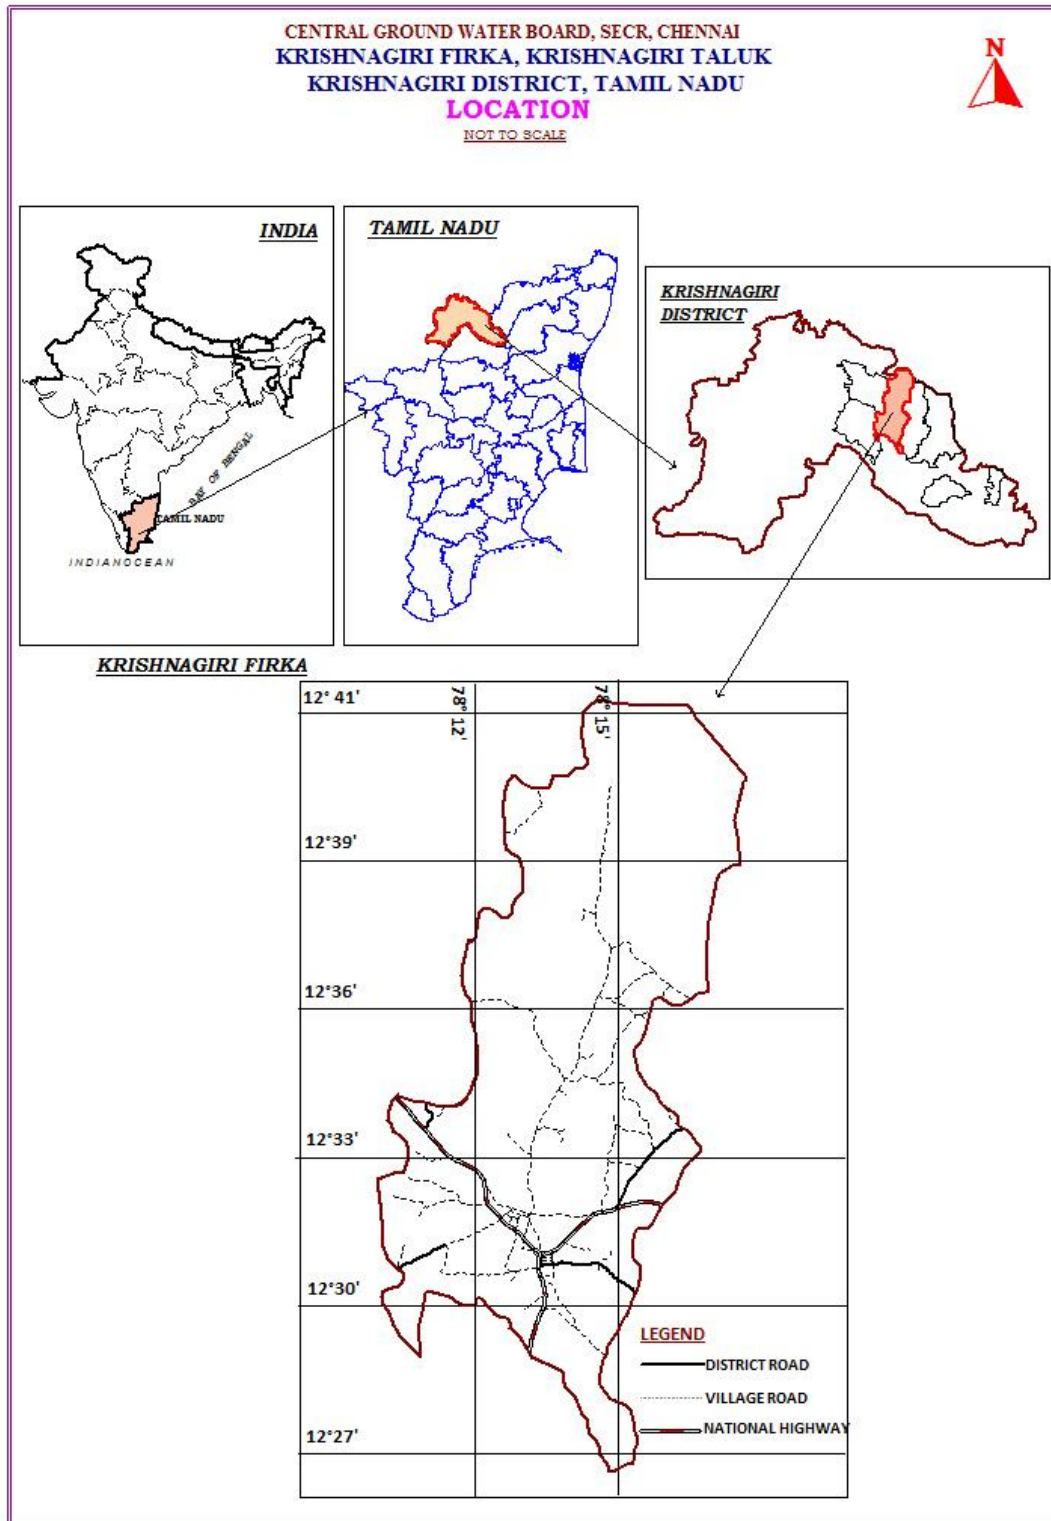 CENTRAL GROUND WATER BOARD, SECR, CHENNAI
KRISHNAGIRI FIRKA, KRISHNAGIRI TALUK
KRISHNAGIRI DISTRICT, TAMIL NADU
LOCATION
NOT TO SCALE
N
INDIA
BAY OF BENGAL
TAMIL NADU
INDIANOCEAN
TAMIL NADU
KRISHNAGIRI
DISTRICT
KRISHNAGIRI FIRKA
78° 12'
78° 15'
12° 41'
12°39'
12°36'
12°33'
12°30'
12°27'
LEGEND
DISTRICT ROAD
VILLAGE ROAD
NATIONAL HIGHWAY